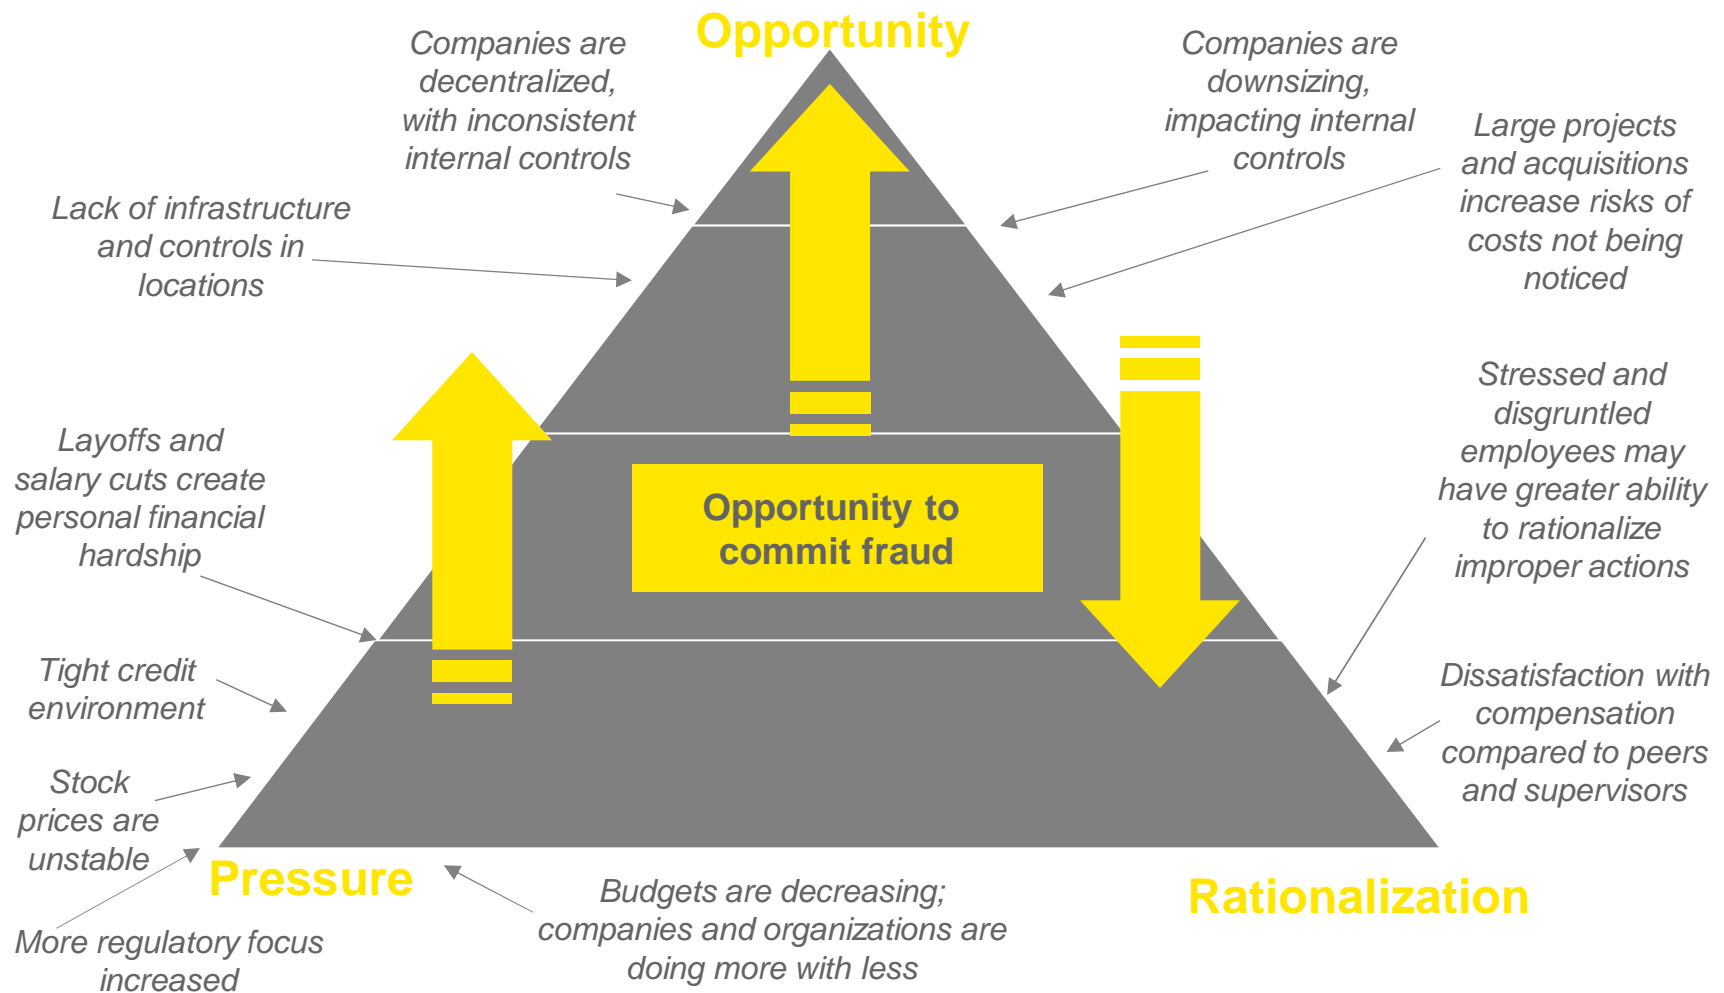 Opportunity
Companies are
decentralized,
with inconsistent
internal controls
Companies are
downsizing,
impacting internal
controls
Large projects
and acquisitions
increase risks of
costs not being
noticed
Lack of infrastructure
and controls in
locations
Stressed and
disgruntled
employees may
have greater ability
to rationalize
improper actions
Layoffs and
salary cuts create
personal financial
hardship
Opportunity to
commit fraud
Tight credit
environment
Dissatisfaction with
compensation
compared to peers
and supervisors
Stock
prices are
unstable
Pressure
Rationalization
Budgets are decreasing;
companies and organizations are
doing more with less
More regulatory focus
increased